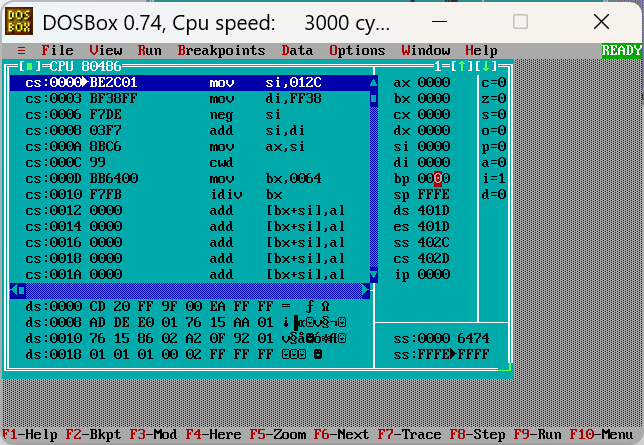 DOS BOX DOSBox 0.74, Cpu speed: 3000 cy...
≡ File View Run Breakpoints Data Options Window Help READY
[■]=CPU 80486 1=[↑][↓]
cs:0000►BE2C01 mov si,012C ax 0000 c=0
cs:0003 BF38FF mov di,FF38 bx 0000 z=0
cs:0006 F7DE neg si cx 0000 s=0
cs:0008 03F7 add si,di dx 0000 o=0
cs:000A 8BC6 mov ax,si si 0000 p=0
cs:000C 99 cwd di 0000 a=0
cs:000D BB6400 mov bx,0064 bp 0000 i=1
cs:0010 F7FB idiv bx sp FFFE d=0
cs:0012 0000 add [bx+si],al ds 401D
cs:0014 0000 add [bx+si],al es 401D
cs:0016 0000 add [bx+si],al ss 402C
cs:0018 0000 add [bx+si],al cs 402D
cs:001A 0000 add [bx+si],al ip 0000
ds:0000 CD 20 FF 9F 00 EA FF FF = ƒ Ω
ds:0008 AD DE E0 01 76 15 AA 01 ¡▐α☺v§¬☺
ds:0010 76 15 86 02 A2 0F 92 01 v§å☻ó☼Æ☺ ss:0000 6474
ds:0018 01 01 01 00 02 FF FF FF ☺☺☺ ☻ ss:FFFE►FFFF
F1-Help F2-Bkpt F3-Mod F4-Here F5-Zoom F6-Next F7-Trace F8-Step F9-Run F10-Menu